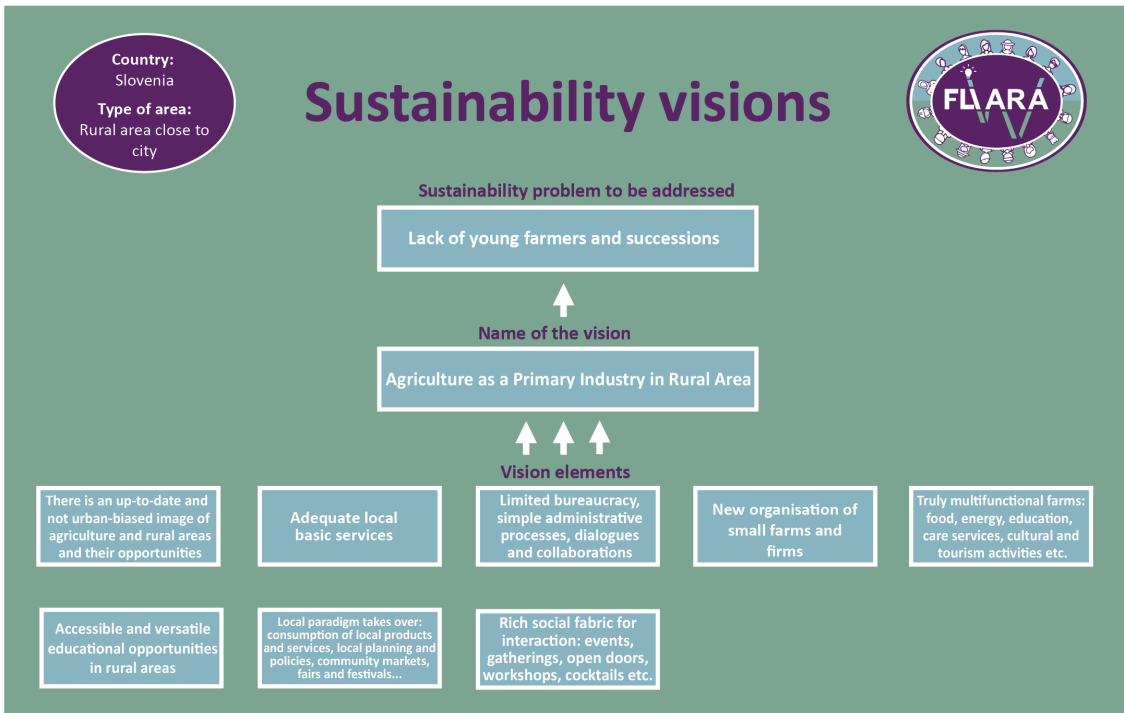 Country:
Slovenia
Type of area:
Rural area close to
city
Sustainability visions
FLIARA
Sustainability problem to be addressed
Lack of young farmers and successions
Name of the vision
Agriculture as a Primary Industry in Rural Area
Vision elements
There is an up-to-date and
not urban-biased image of
agriculture and rural areas
and their opportunities
Adequate local
basic services
Limited bureaucracy,
simple administrative
processes, dialogues
and collaborations
New organisation of
small farms and
firms
Truly multifunctional farms:
food, energy, education,
care services, cultural and
tourism activities etc.
Accessible and versatile
educational opportunities
in rural areas
Local paradigm takes over:
consumption of local products
and services, local planning and
policies, community markets,
fairs and festivals...
Rich social fabric for
interaction: events,
gatherings, open doors,
workshops, cocktails etc.